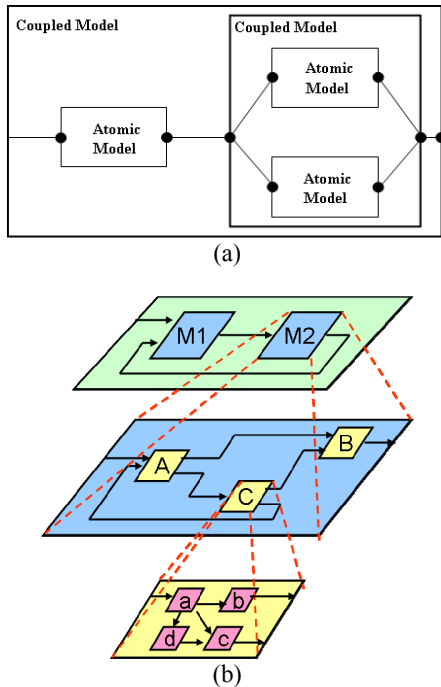 Coupled Model
Coupled Model
Atomic
Model
Atomic
Model
Atomic
Model
(a)
M1
M2
A
B
C
a
b
d
c
(b)